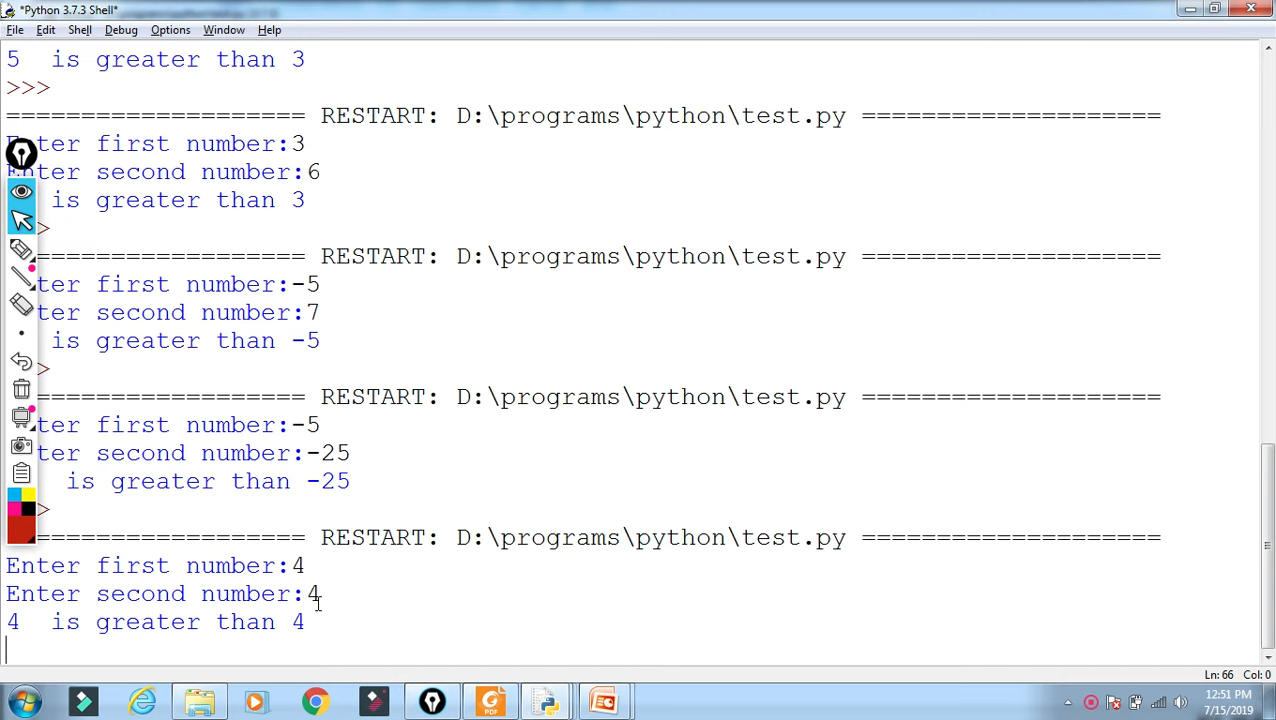 *Python 3.7.3 Shell*
File Edit Shell Debug Options Window Help
5  is greater than 3
>>>
==================== RESTART: D:\programs\python\test.py ====================
Enter first number:3
Enter second number:6
is greater than 3
>
================== RESTART: D:\programs\python\test.py ====================
ter first number:-5
ter second number:7
is greater than -5
>
================== RESTART: D:\programs\python\test.py ====================
ter first number:-5
ter second number:-25
is greater than -25
>
================== RESTART: D:\programs\python\test.py ====================
Enter first number:4
Enter second number:4
4  is greater than 4
Ln: 66 Col: 0
PDF
12:51 PM
7/15/2019